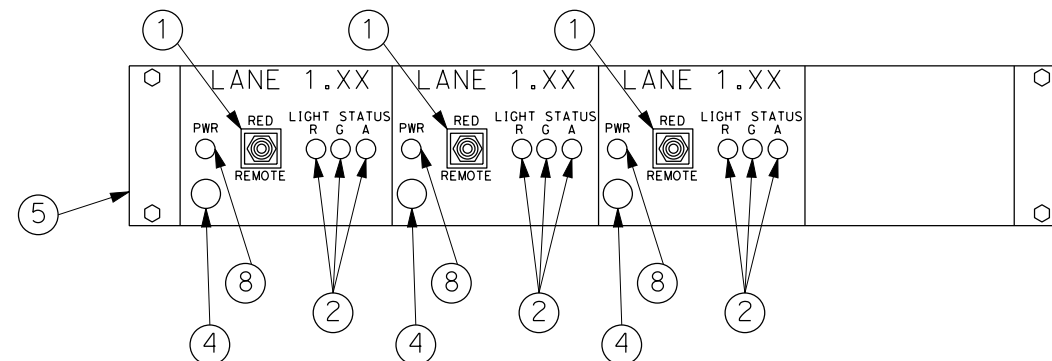 1 1 1
LANE 1.XX LANE 1.XX LANE 1.XX
RED LIGHT STATUS RED LIGHT STATUS RED LIGHT STATUS
PWR R G A PWR R G A PWR R G A
REMOTE REMOTE REMOTE
5
8 8 8
2 2 2
4 4 4